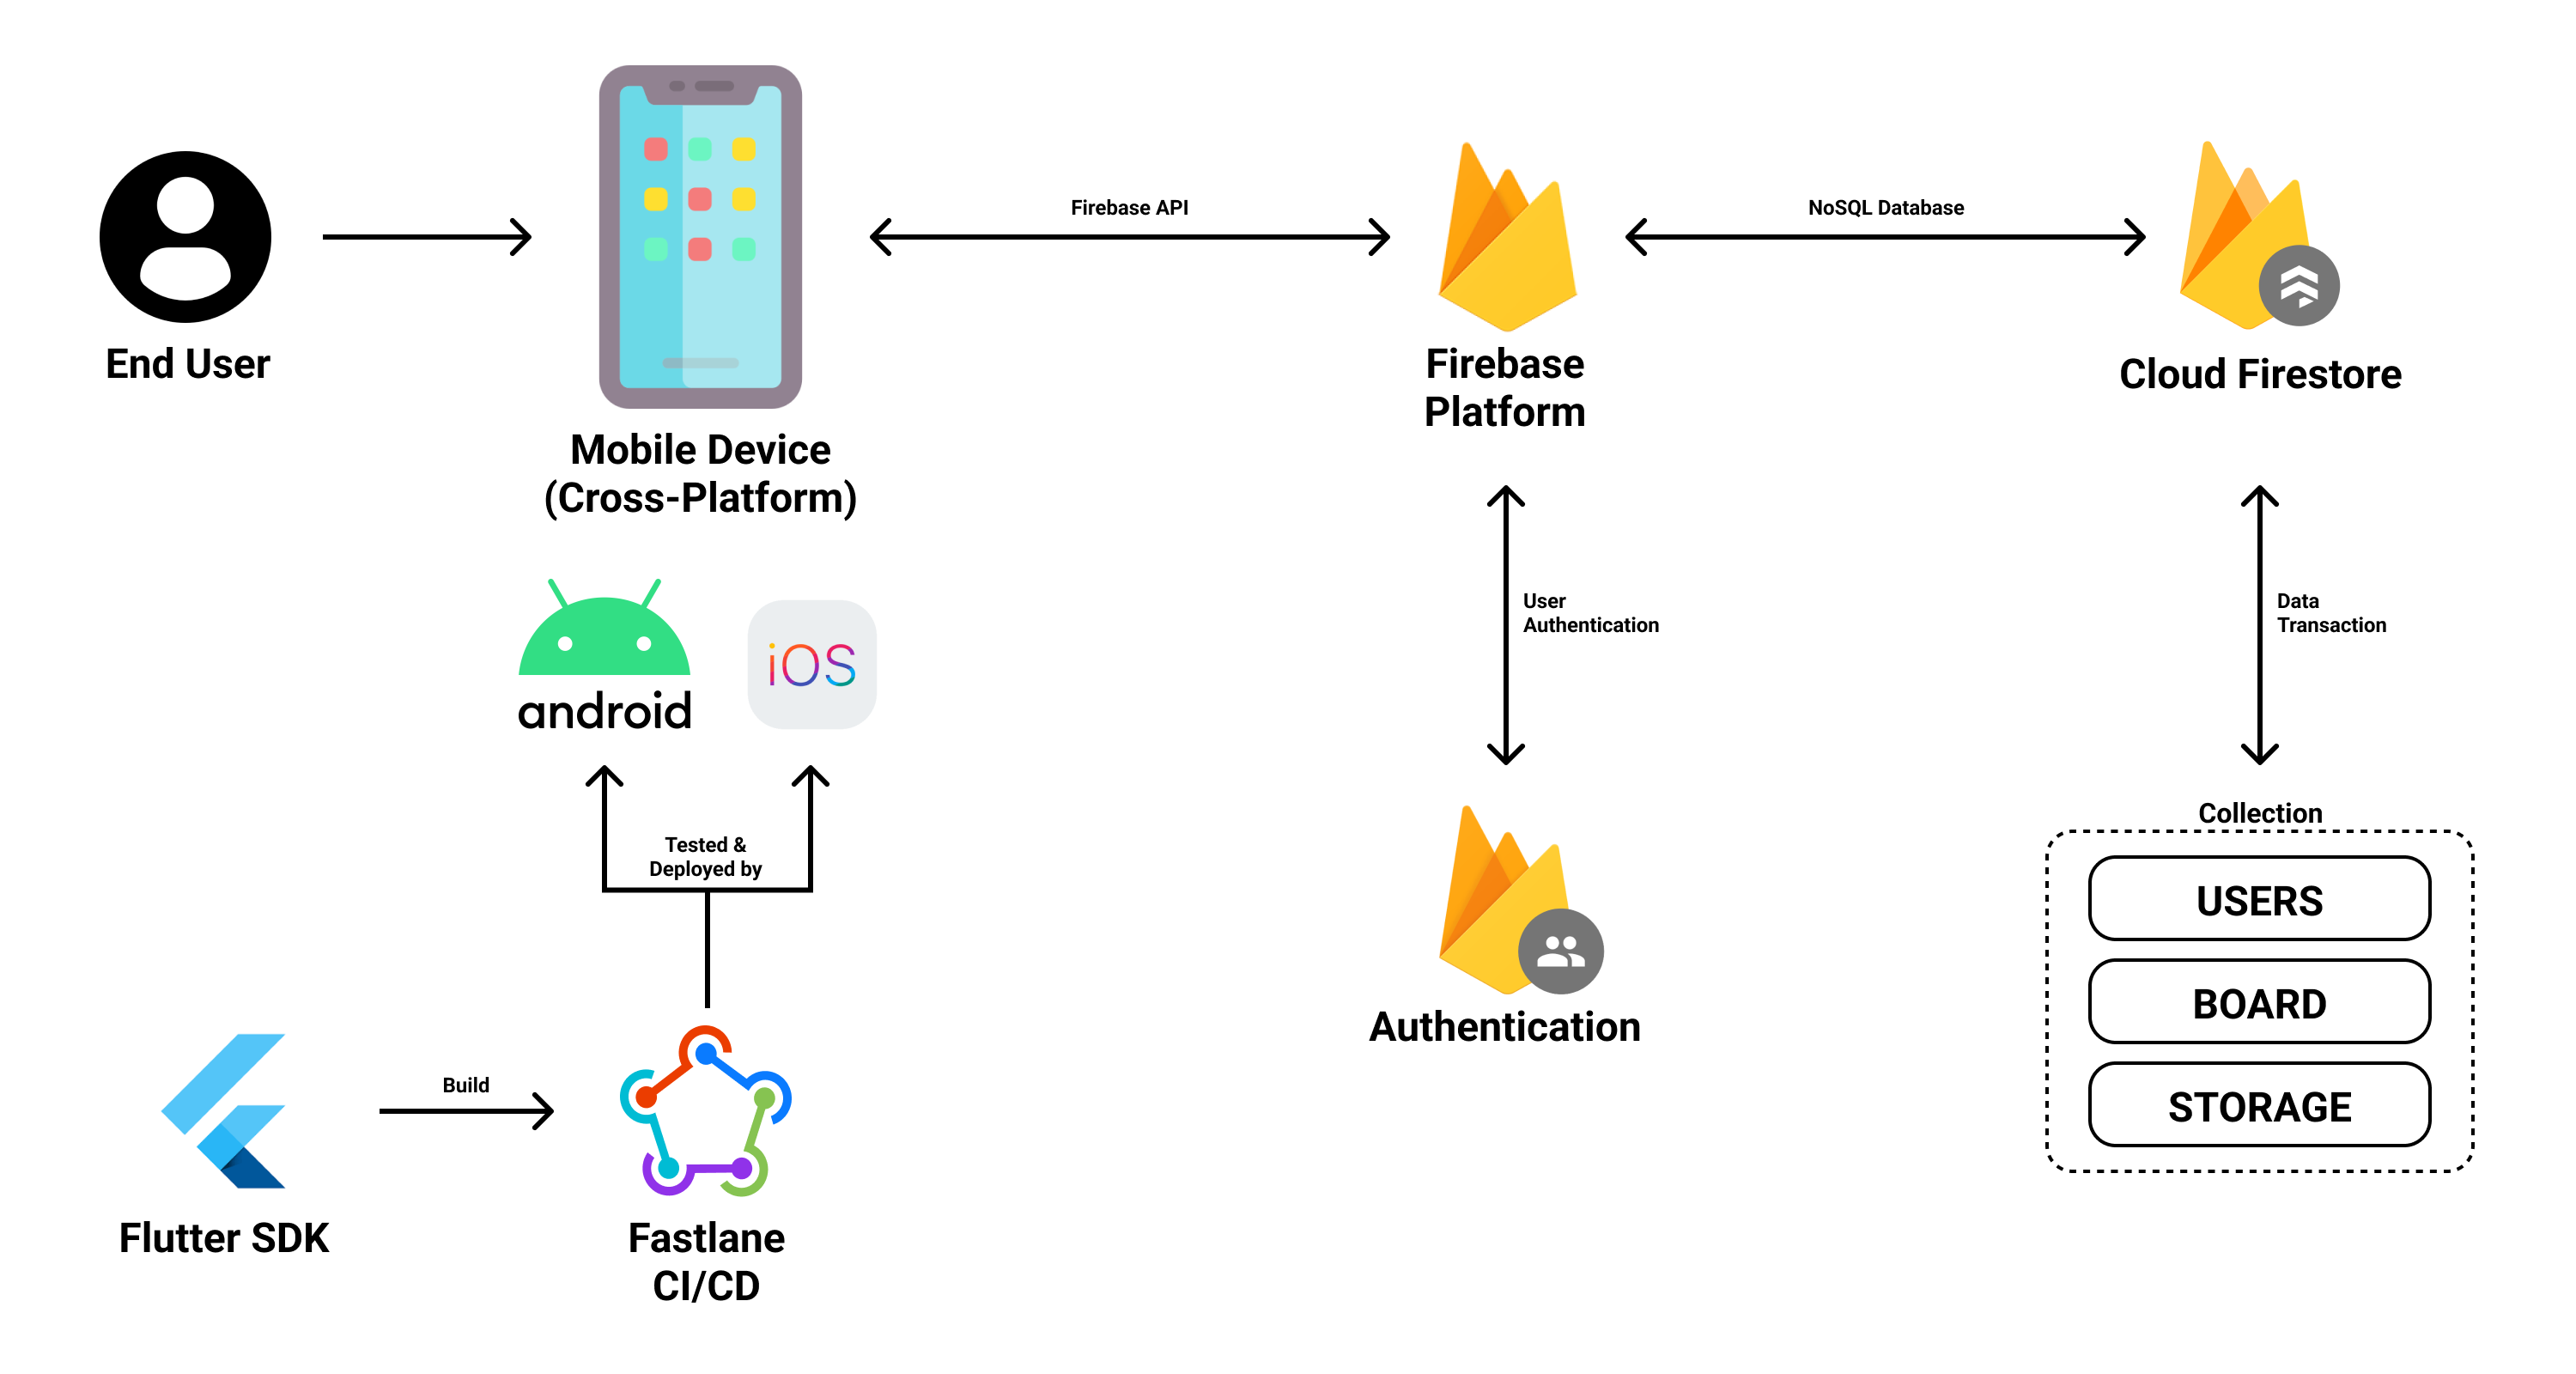 End User
Mobile Device
(Cross-Platform)
Firebase API
Firebase
Platform
NoSQL Database
Cloud Firestore
android
iOS
User
Authentication
Data
Transaction
Tested &
Deployed by
Authentication
Collection
USERS
BOARD
STORAGE
Build
Flutter SDK
Fastlane
CI/CD